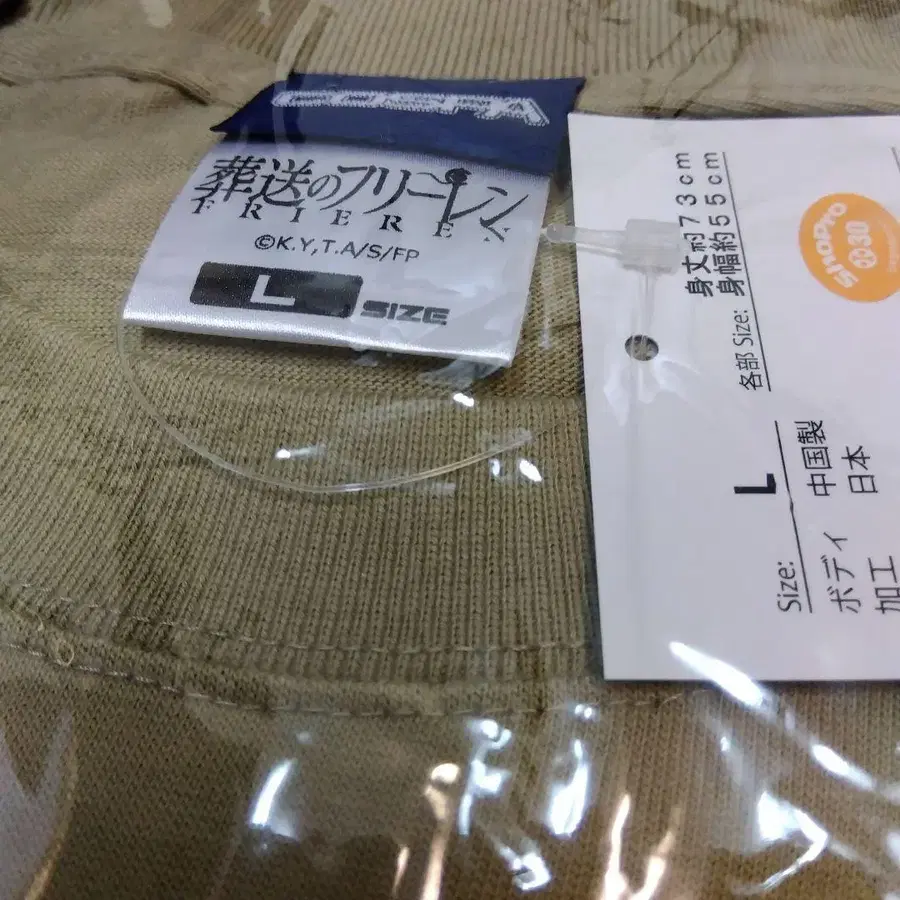 COSPA
葬送のフリーレン
FRIEREN
©K.Y,T.A/S/FP
L SIZE
各部 Size: 身丈約73cm
身幅約55cm
ShoPro
30
Size: L
ボディ 中国製
加工 日本